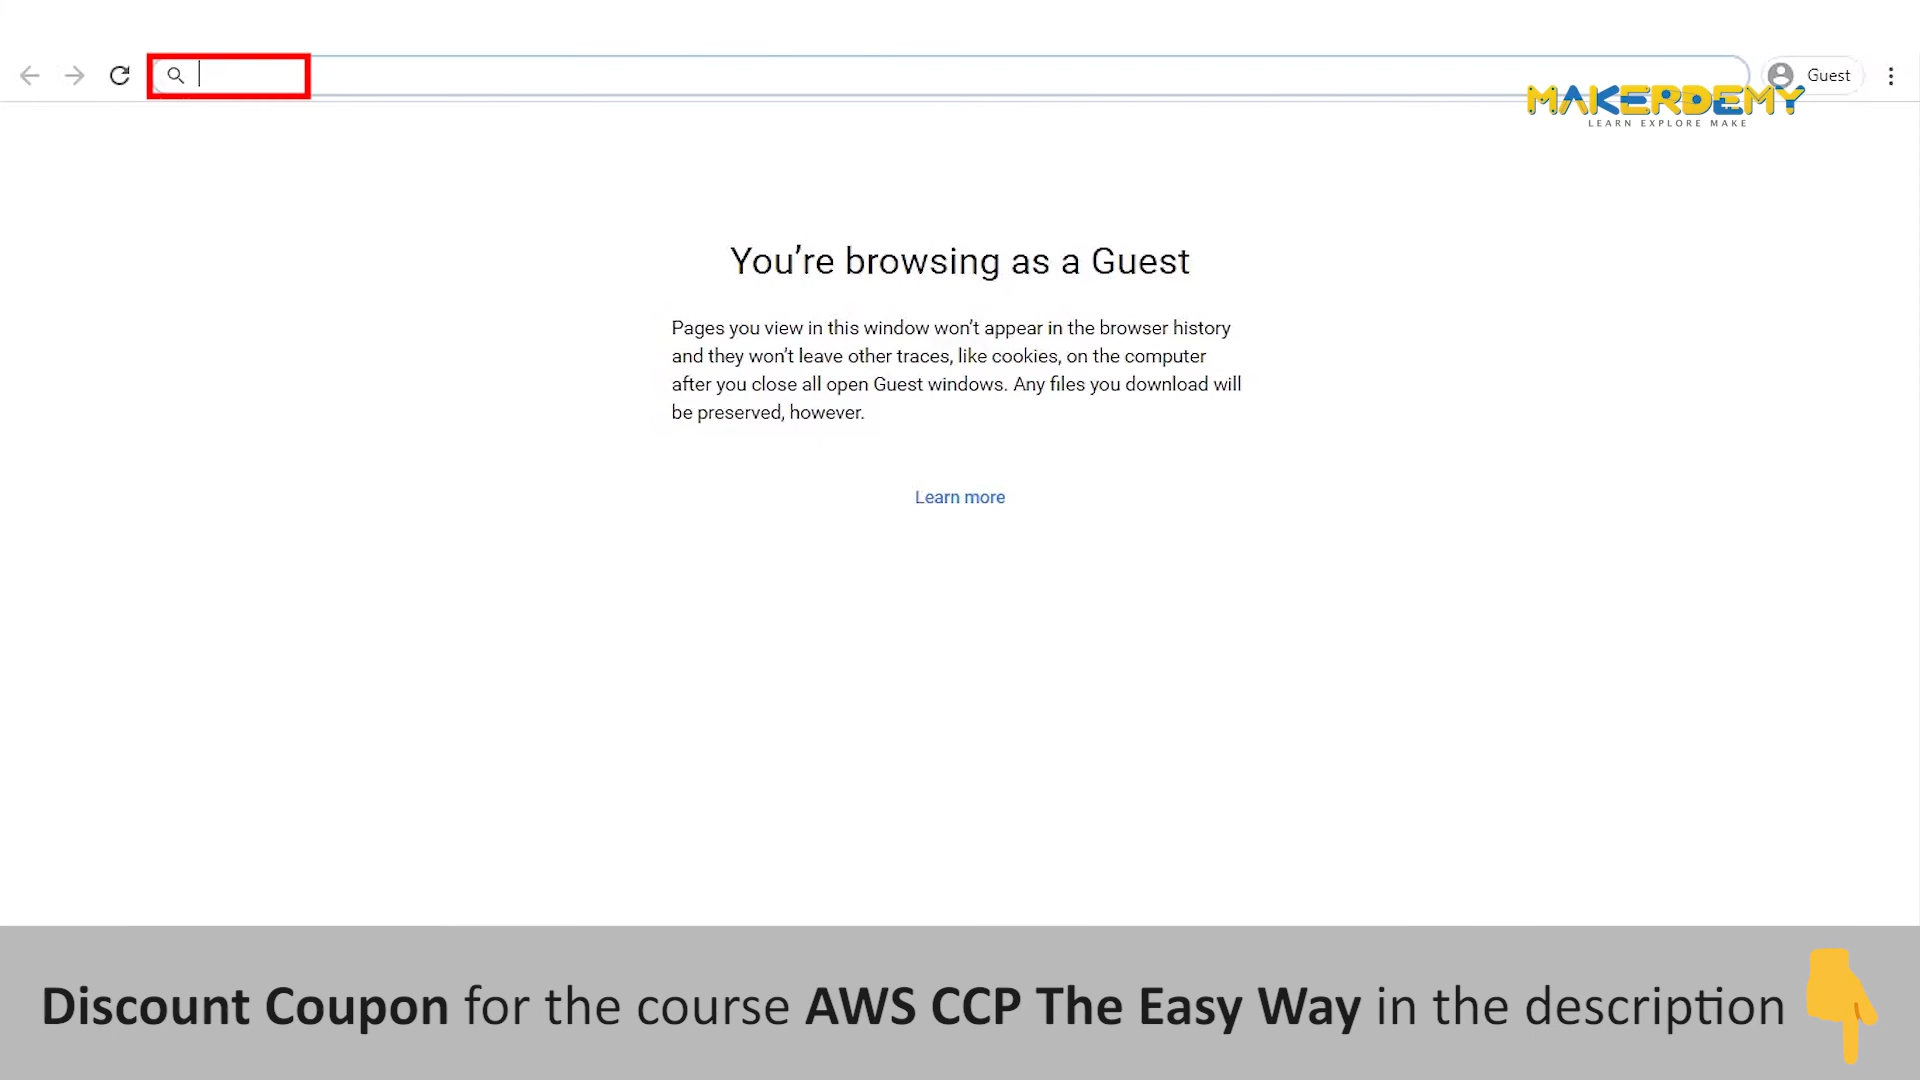 Guest
MAKERDEMY
LEARN EXPLORE MAKE
You're browsing as a Guest
Pages you view in this window won't appear in the browser history
and they won't leave other traces, like cookies, on the computer
after you close all open Guest windows. Any files you download will
be preserved, however.
Learn more
Discount Coupon for the course AWS CCP The Easy Way in the description